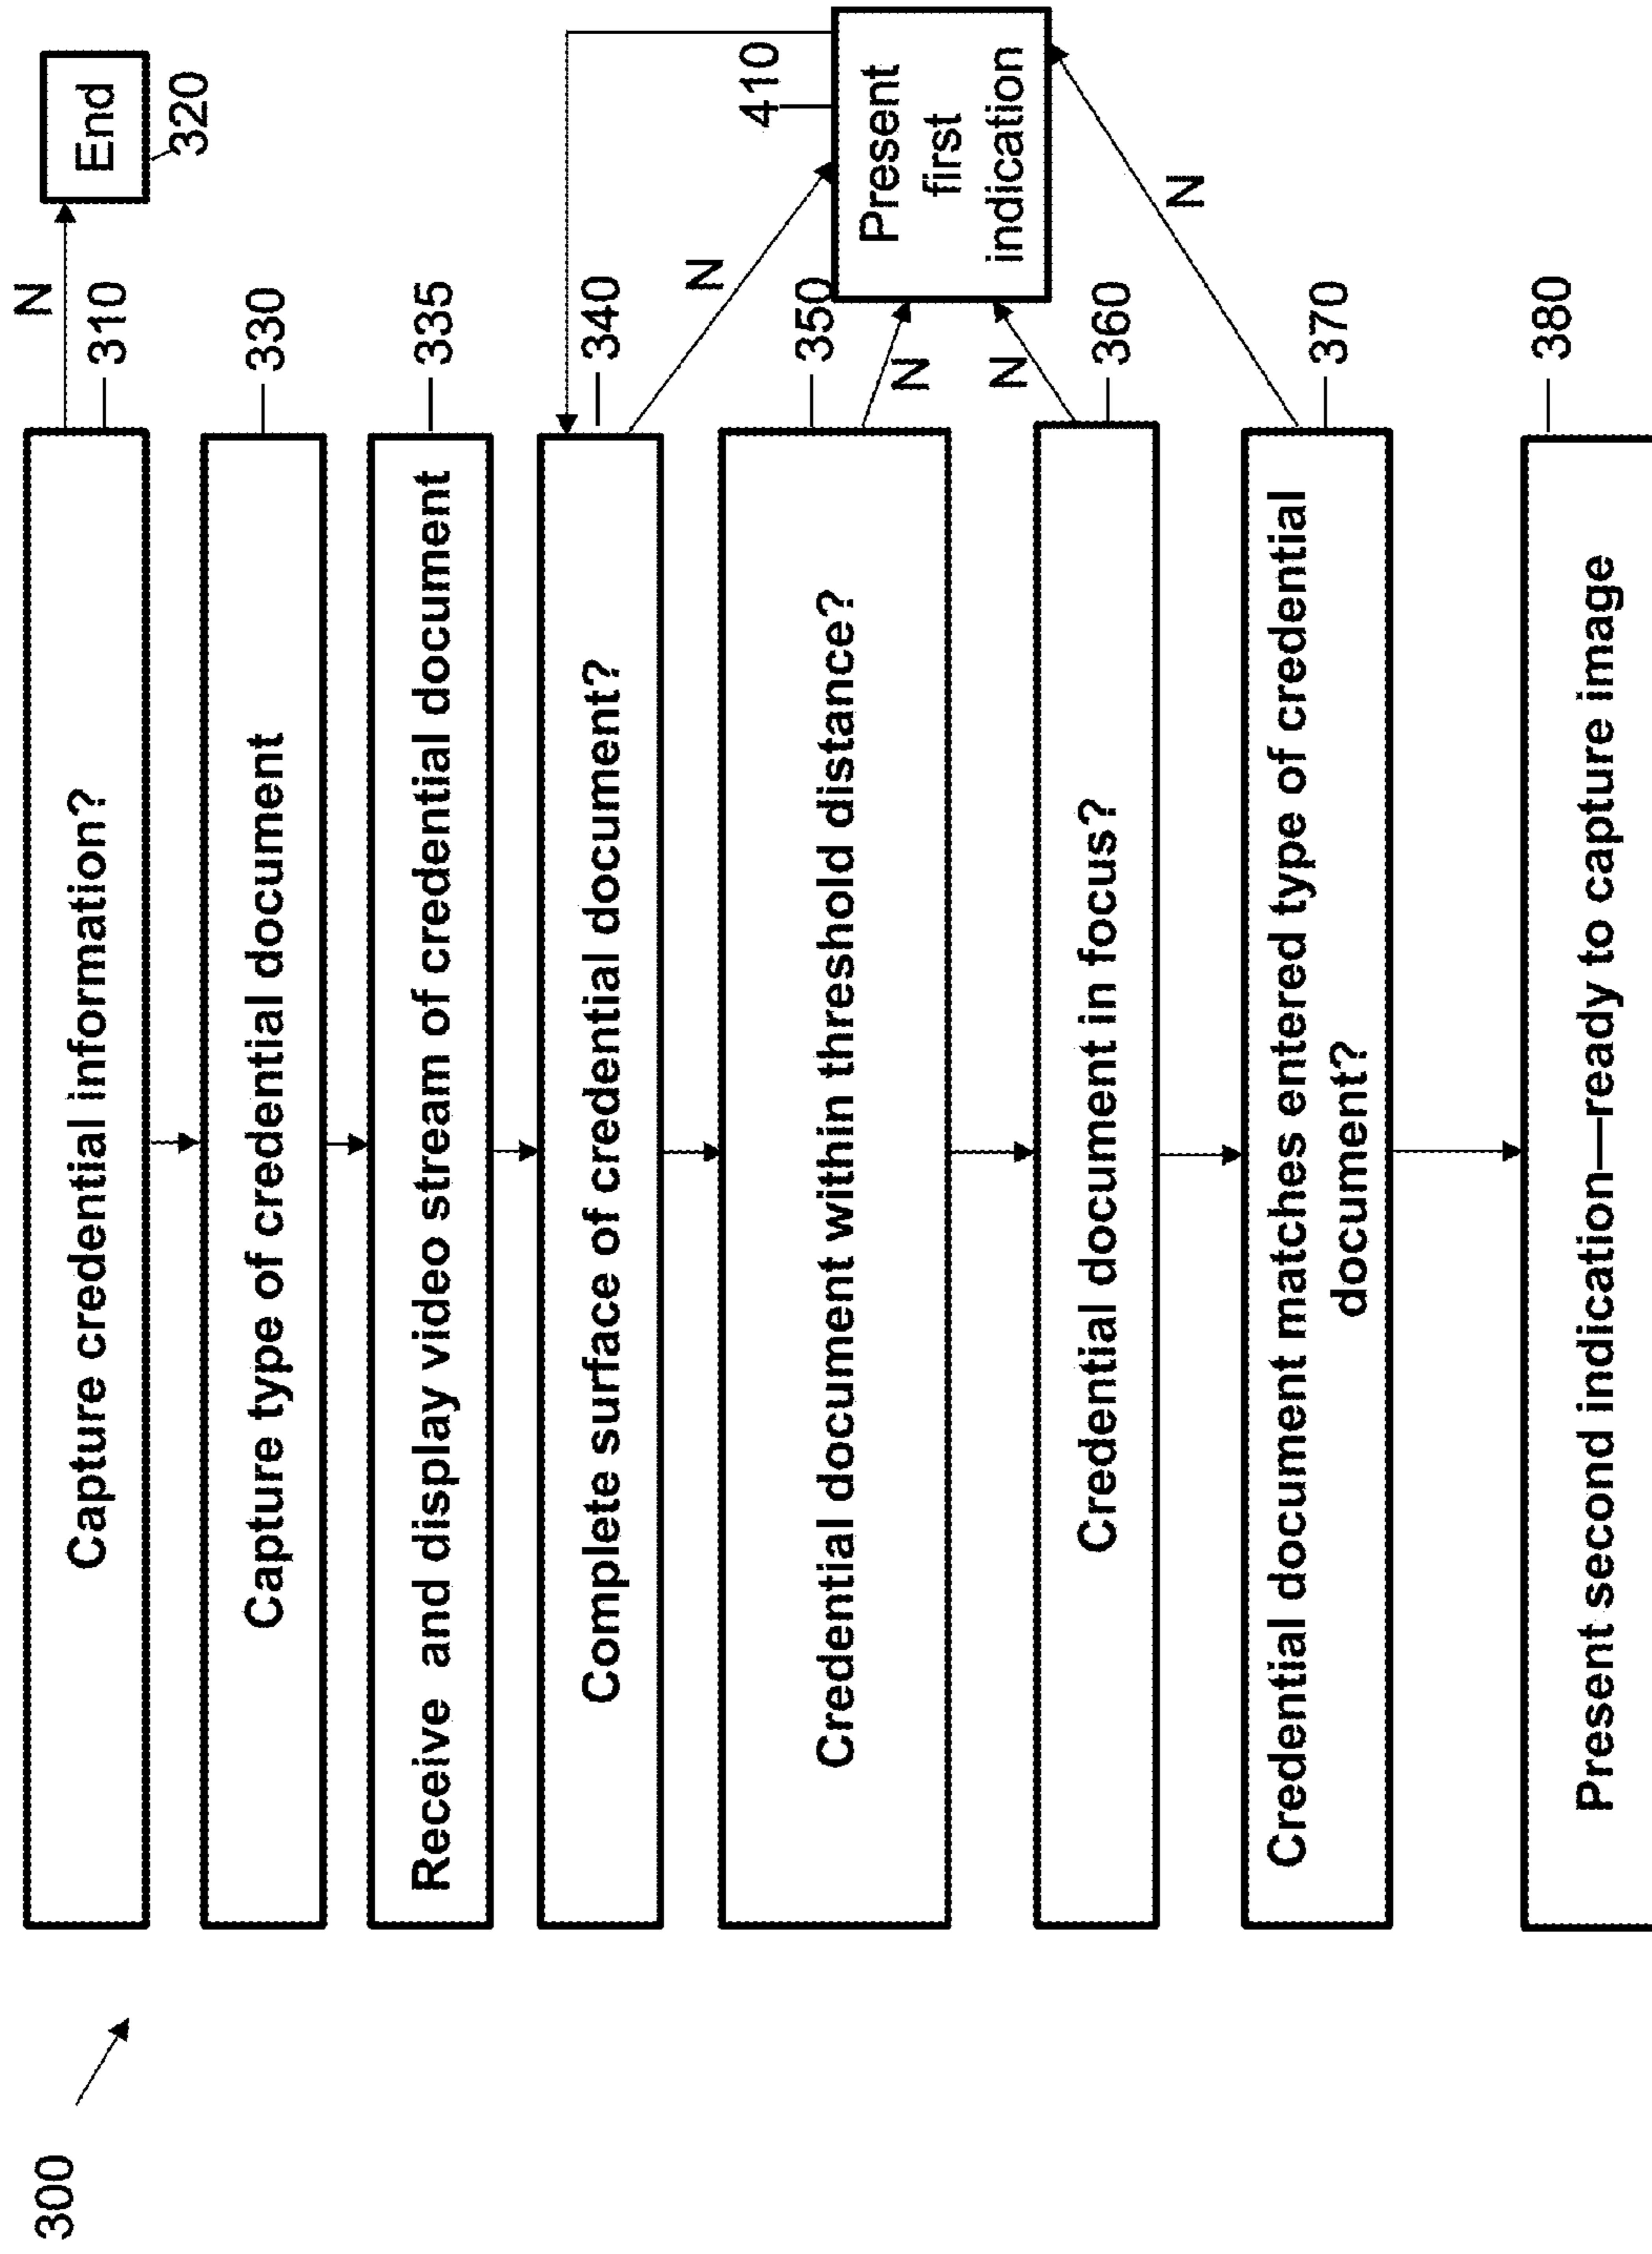 300
Capture credential information?
310
N
End
320
Capture type of credential document
330
Receive and display video stream of credential document
335
Complete surface of credential document?
340
N
410
Present
first
indication
Credential document within threshold distance?
350
N
Credential document in focus?
360
N
Credential document matches entered type of credential
document?
370
N
Present second indication—ready to capture image
380